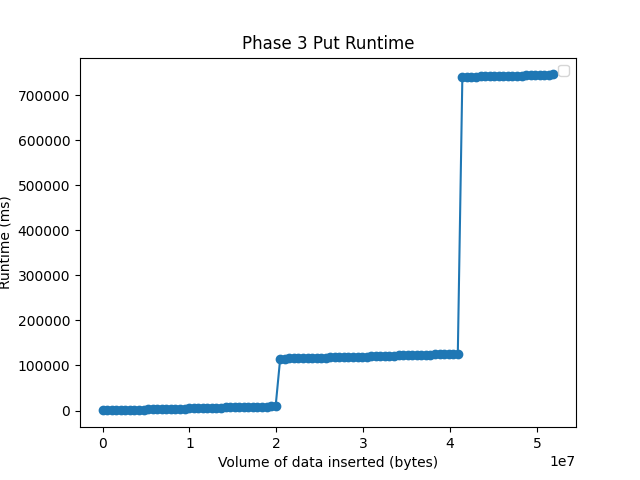 Phase 3 Put Runtime
Runtime (ms)
700000
600000
500000
400000
300000
200000
100000
0
0 1 2 3 4 5
1e7
Volume of data inserted (bytes)